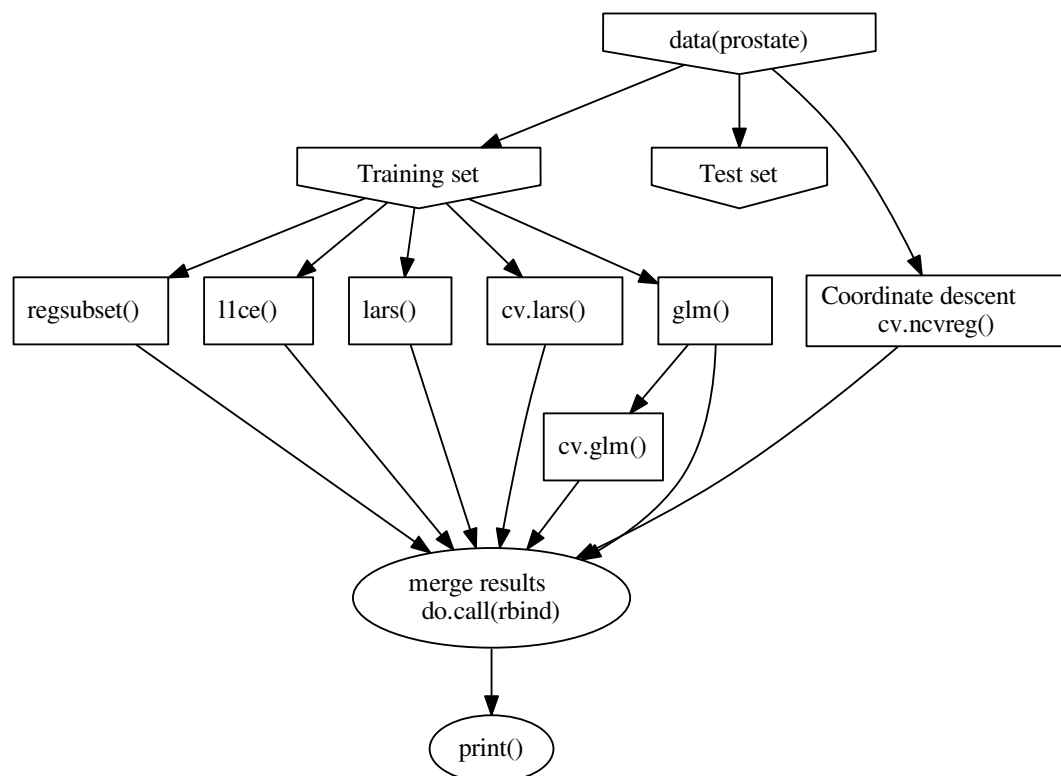 data(prostate)
Training set
Test set
regsubset()
l1ce()
lars()
cv.lars()
glm()
Coordinate descent
cv.ncvreg()
cv.glm()
merge results
do.call(rbind)
print()